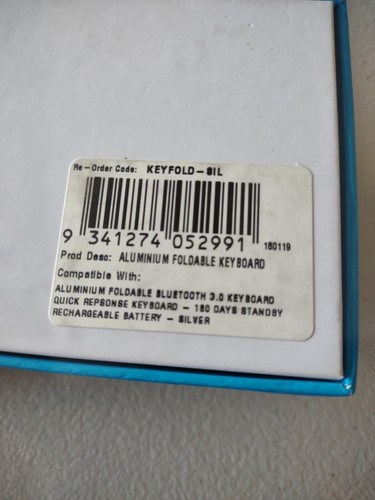 Re-Order Code: KEYFOLD-SIL
9 341274 052991 180119
Prod Desc: ALUMINIUM FOLDABLE KEYBOARD
Compatible With:
ALUMINIUM FOLDABLE BLUETOOTH 3.0 KEYBOARD
QUICK REPSONSE KEYBOARD - 180 DAYS STANDBY
RECHARGEABLE BATTERY - SILVER